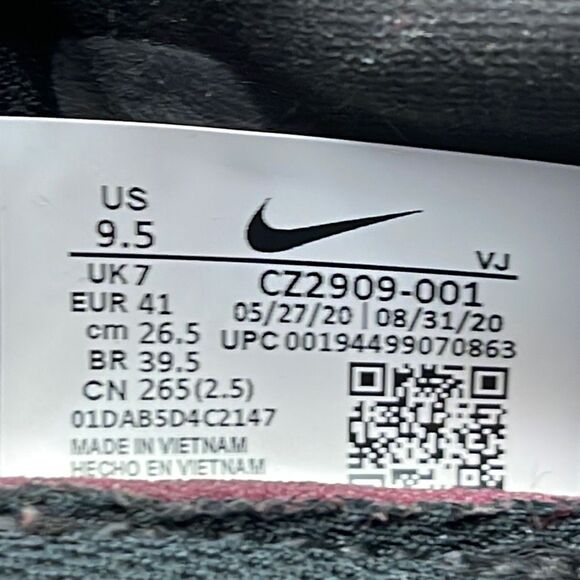 US
9.5
VJ
UK 7
EUR 41
cm 26.5
BR 39.5
CN 265(2.5)
01DAB5D4C2147
MADE IN VIETNAM
HECHO EN VIETNAM
CZ2909-001
05/27/20 | 08/31/20
UPC 00194499070863